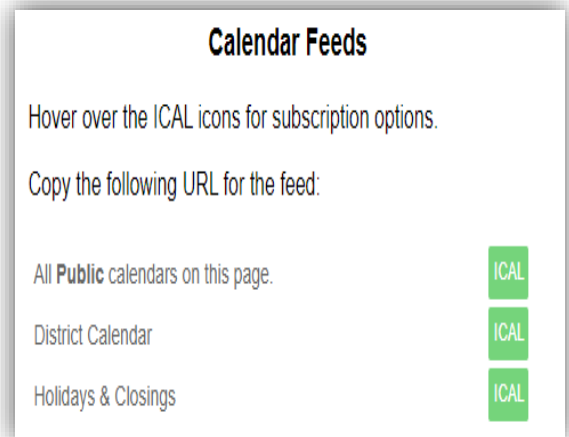 Calendar Feeds
Hover over the ICAL icons for subscription options.
Copy the following URL for the feed:
All Public calendars on this page. ICAL
District Calendar ICAL
Holidays & Closings ICAL